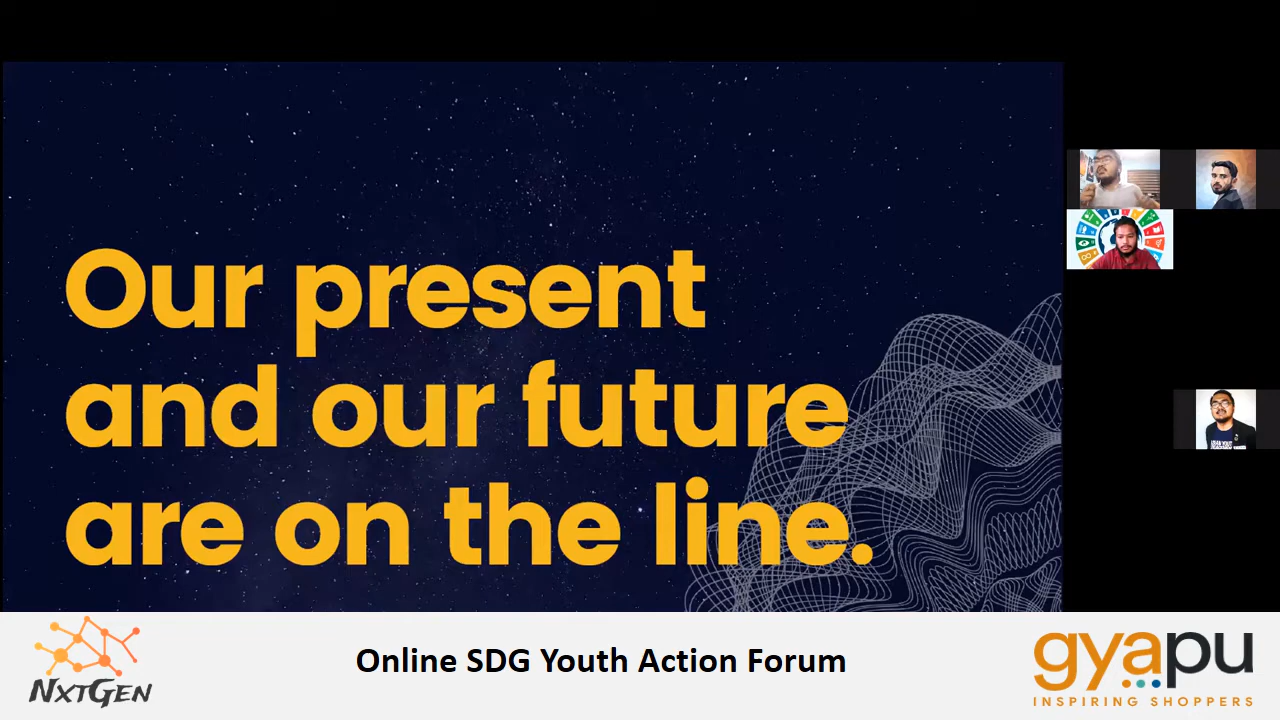 Our present
and our future
are on the line.
NxtGen
Online SDG Youth Action Forum
gyapu
INSPIRING SHOPPERS